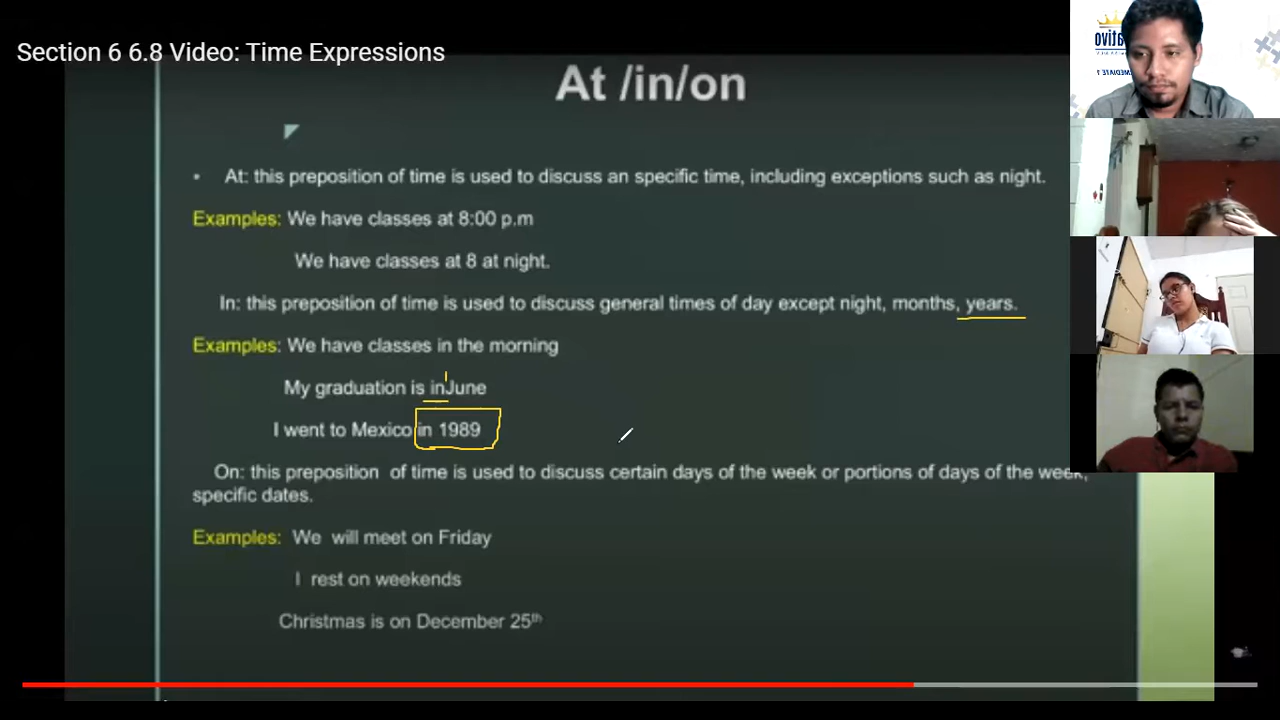 Section 6 6.8 Video: Time Expressions
At /in/on
• At: this preposition of time is used to discuss an specific time, including exceptions such as night.
Examples: We have classes at 8:00 p.m
We have classes at 8 at night.
In: this preposition of time is used to discuss general times of day except night, months, years.
Examples: We have classes in the morning
My graduation is inJune
I went to Mexico in 1989
On: this preposition of time is used to discuss certain days of the week or portions of days of the week,
specific dates.
Examples: We will meet on Friday
I rest on weekends
Christmas is on December 25th